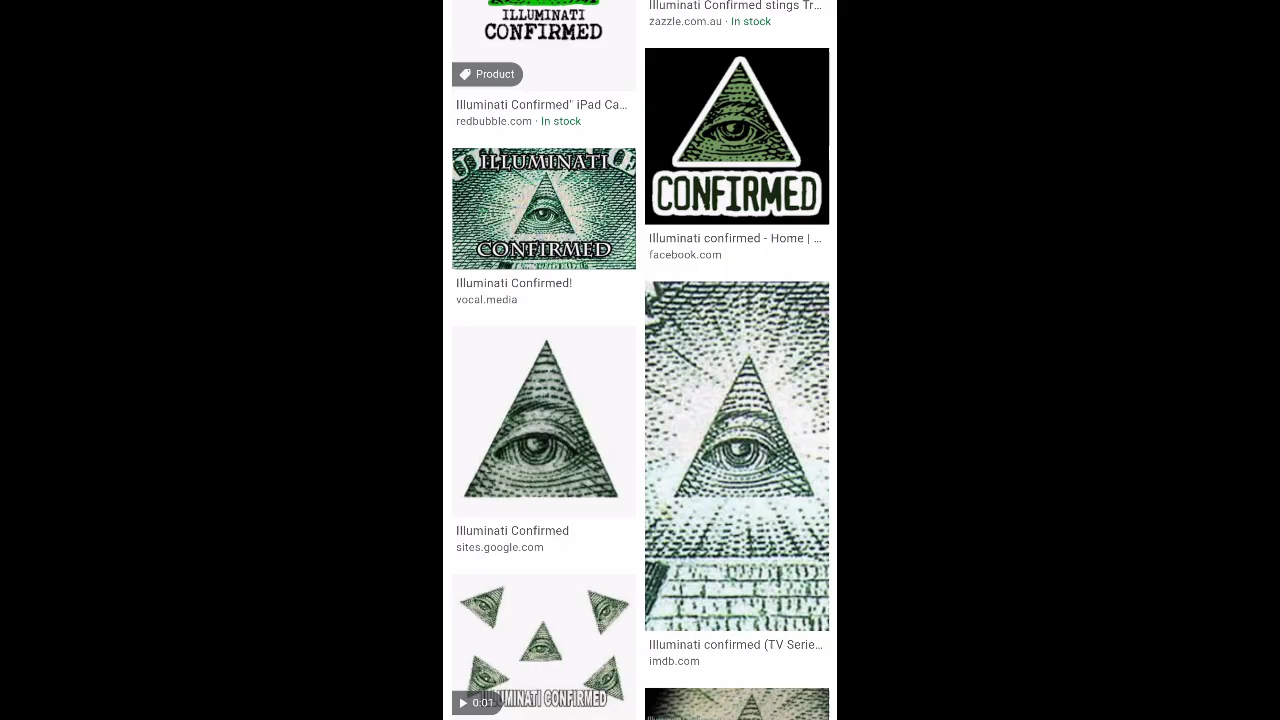 ILLUMINATI
CONFIRMED
Product
Illuminati Confirmed" iPad Ca...
redbubble.com · In stock
ILLUMINATI
CONFIRMED
Illuminati Confirmed!
vocal.media
Illuminati Confirmed
sites.google.com
ILLUMINATI CONFIRMED
0:01
Illuminati Confirmed stings Tr...
zazzle.com.au · In stock
CONFIRMED
Illuminati confirmed - Home | ...
facebook.com
Illuminati confirmed (TV Serie...
imdb.com